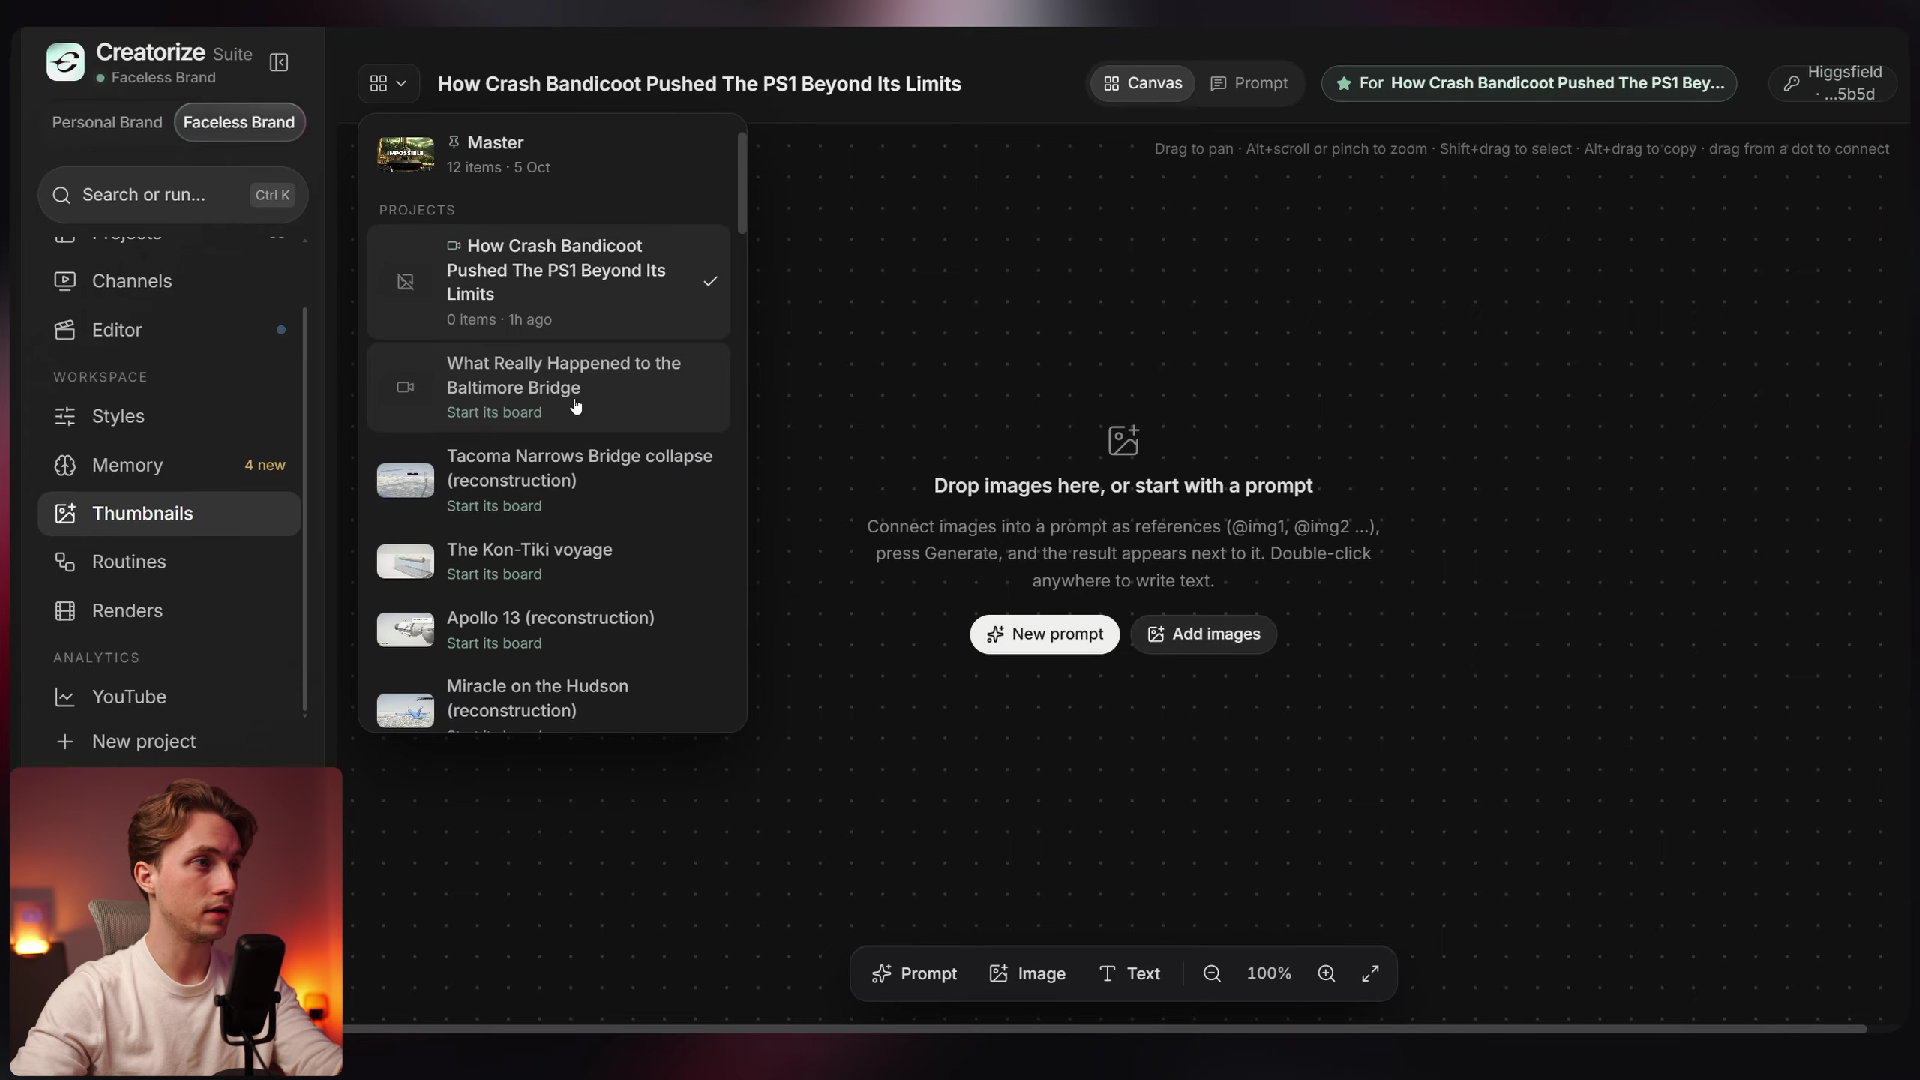 Creatorize Suite
Faceless Brand
Personal Brand
Faceless Brand
Search or run...
Ctrl K
Projects
Channels
Editor
WORKSPACE
Styles
Memory
4 new
Thumbnails
Routines
Renders
ANALYTICS
YouTube
New project
How Crash Bandicoot Pushed The PS1 Beyond Its Limits
Canvas
Prompt
For How Crash Bandicoot Pushed The PS1 Bey...
Higgsfield
· ...5b5d
Drag to pan · Alt+scroll or pinch to zoom · Shift+drag to select · Alt+drag to copy · drag from a dot to connect
IMPOSSIBLE
Master
12 items · 5 Oct
PROJECTS
How Crash Bandicoot
Pushed The PS1 Beyond Its
Limits
0 items · 1h ago
What Really Happened to the
Baltimore Bridge
Start its board
Tacoma Narrows Bridge collapse
(reconstruction)
Start its board
The Kon-Tiki voyage
Start its board
Apollo 13 (reconstruction)
Start its board
Miracle on the Hudson
(reconstruction)
Drop images here, or start with a prompt
Connect images into a prompt as references (@img1, @img2 ...),
press Generate, and the result appears next to it. Double-click
anywhere to write text.
New prompt
Add images
Prompt
Image
Text
100%